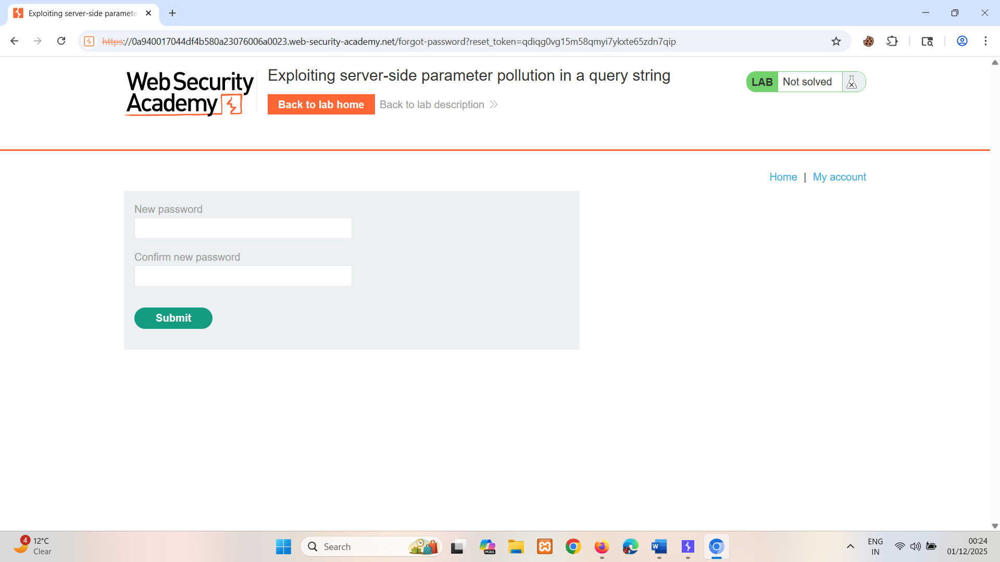 Exploiting server-side paramete
https://0a940017044df4b580a23076006a0023.web-security-academy.net/forgot-password?reset_token=qdiqg0vg15m58qmyi7ykxte65zdn7qip
Web Security
Academy
Exploiting server-side parameter pollution in a query string
Back to lab home
Back to lab description
LAB Not solved
Home | My account
New password
Confirm new password
Submit
4
12°C
Clear
Search
M365
W
ENG
IN
00:24
01/12/2025